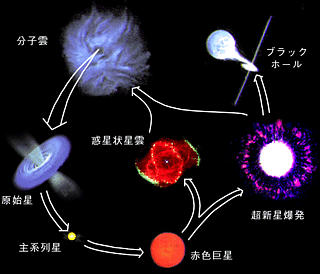 分子雲
ブラック
ホール
惑星状星雲
原始星
超新星爆発
主系列星
赤色巨星